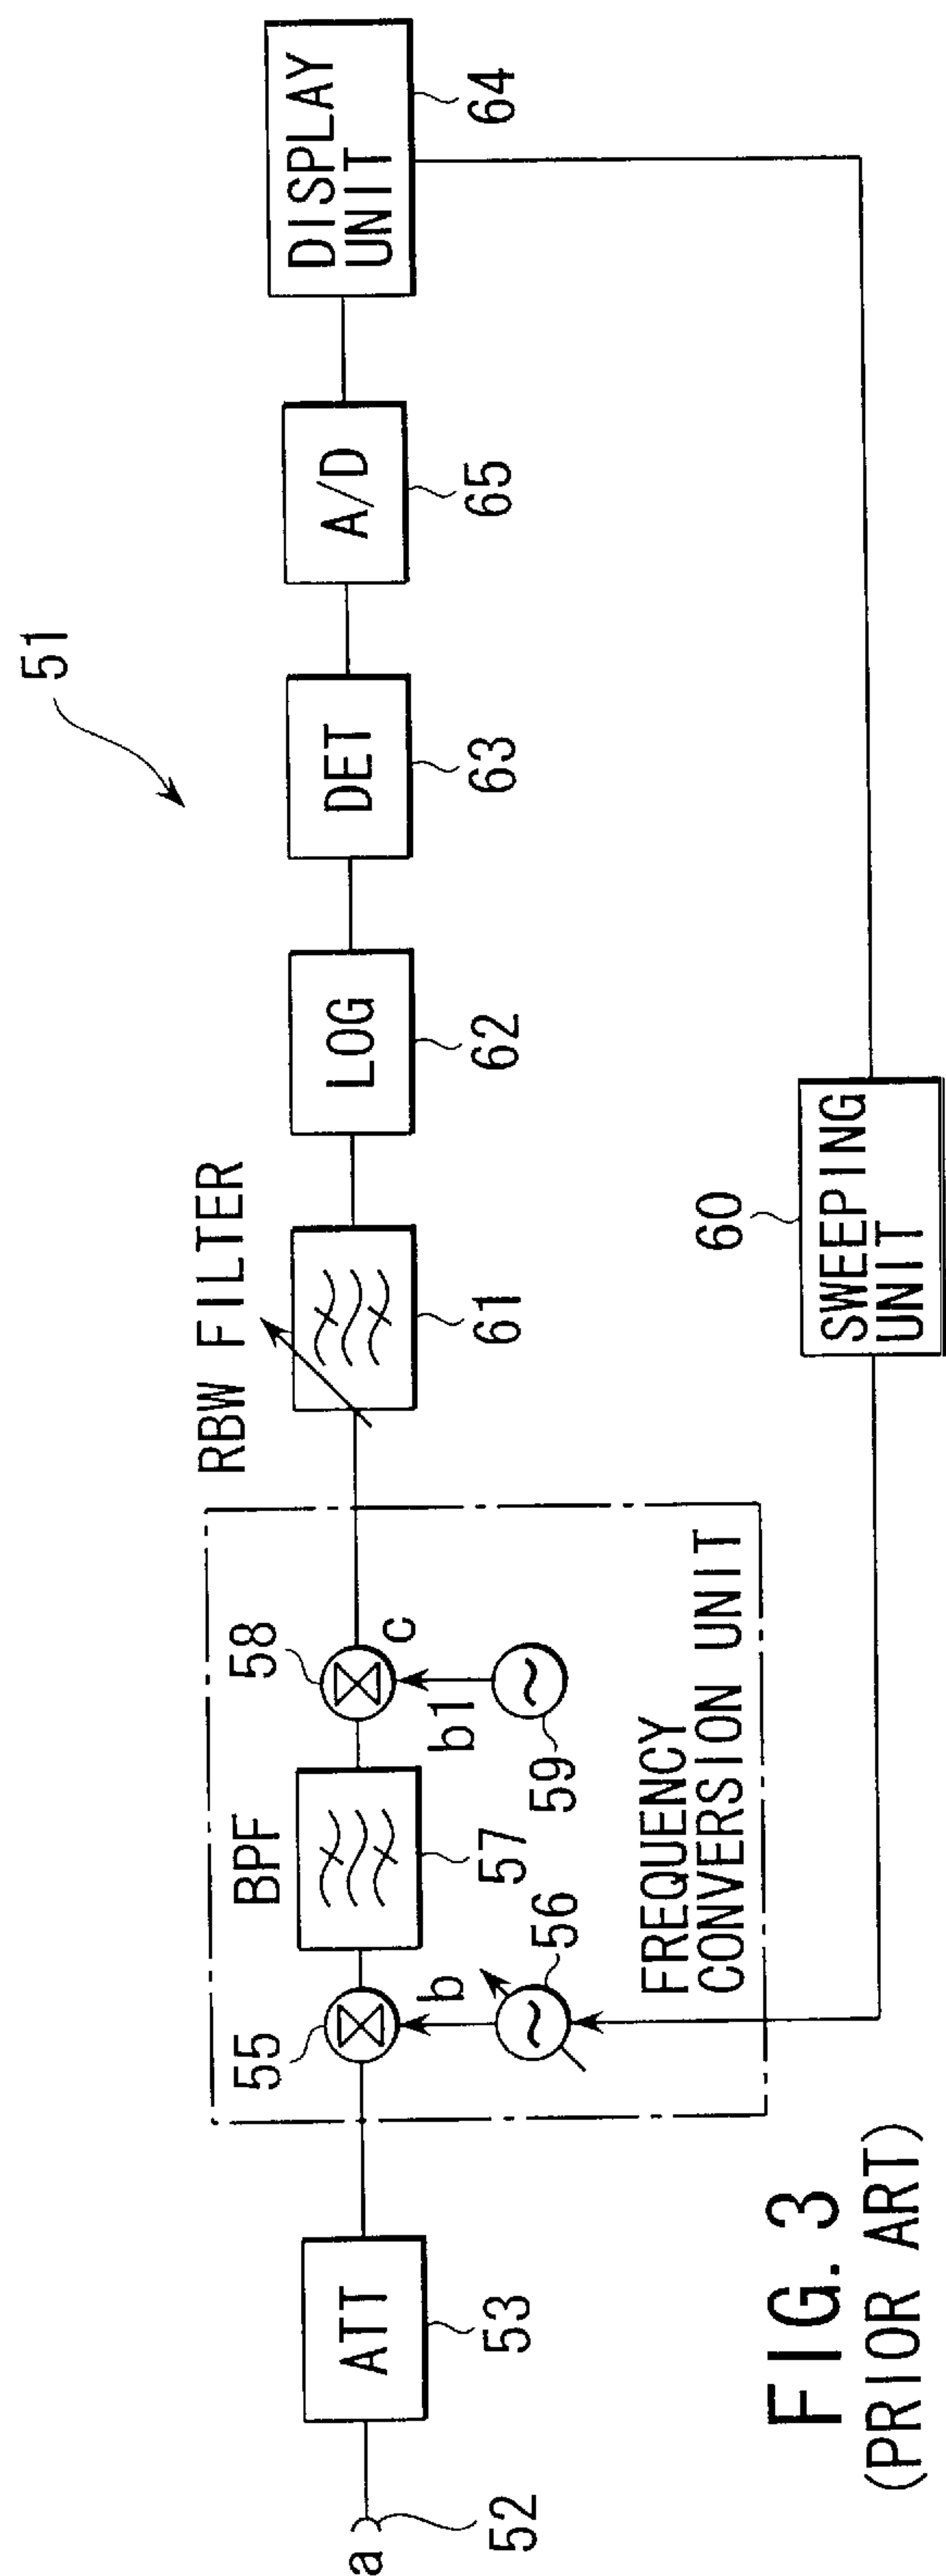 51
a
52
ATT
53
55
b
56
BPF
57
58
c
b1
59
FREQUENCY
CONVERSION UNIT
RBW FILTER
61
LOG
62
DET
63
A/D
65
DISPLAY
UNIT
64
60
SWEEPING
UNIT
FIG. 3
(PRIOR ART)